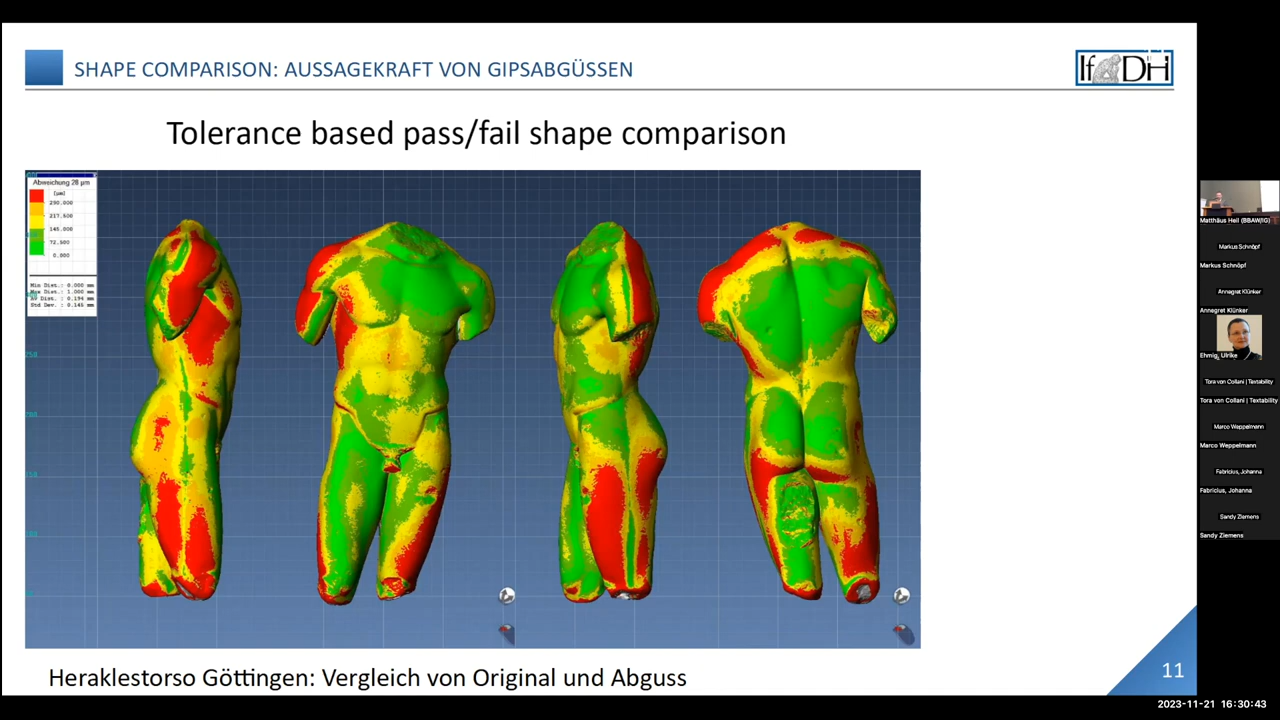 SHAPE COMPARISON: AUSSAGEKRAFT VON GIPSABGÜSSEN
IfDH
Tolerance based pass/fail shape comparison
Abweichung 28 µm
[µm]
290.000
217.500
145.000
72.500
0.000
Min Dist.: 0.000 mm
Max Dist.: 1.000 mm
Av Dist.: 0.194 mm
Std Dev.: 0.145 mm
Heraklestorso Göttingen: Vergleich von Original und Abguss
11
Matthäus Heil (BBAW/IG)
Markus Schnöpf
Markus Schnöpf
Annegret Klünker
Annegret Klünker
Ehmig, Ulrike
Tora von Collani | Textability
Tora von Collani | Textability
Marco Weppelmann
Marco Weppelmann
Fabricius, Johanna
Fabricius, Johanna
Sandy Ziemens
Sandy Ziemens
2023-11-21 16:30:43